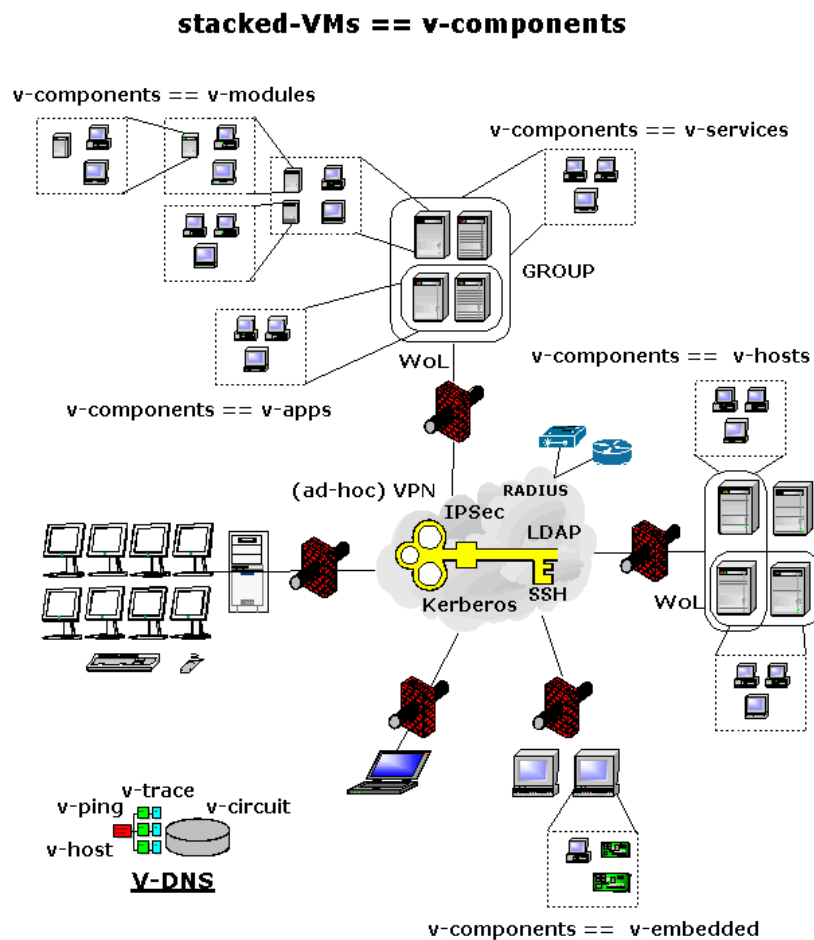 stacked-VMs == v-components
v-components == v-modules
v-components == v-services
GROUP
WoL
v-components == v-hosts
v-components == v-apps
(ad-hoc) VPN
RADIUS
IPSec
LDAP
Kerberos
SSH
WoL
v-trace
v-ping
v-circuit
v-host
V-DNS
v-components == v-embedded